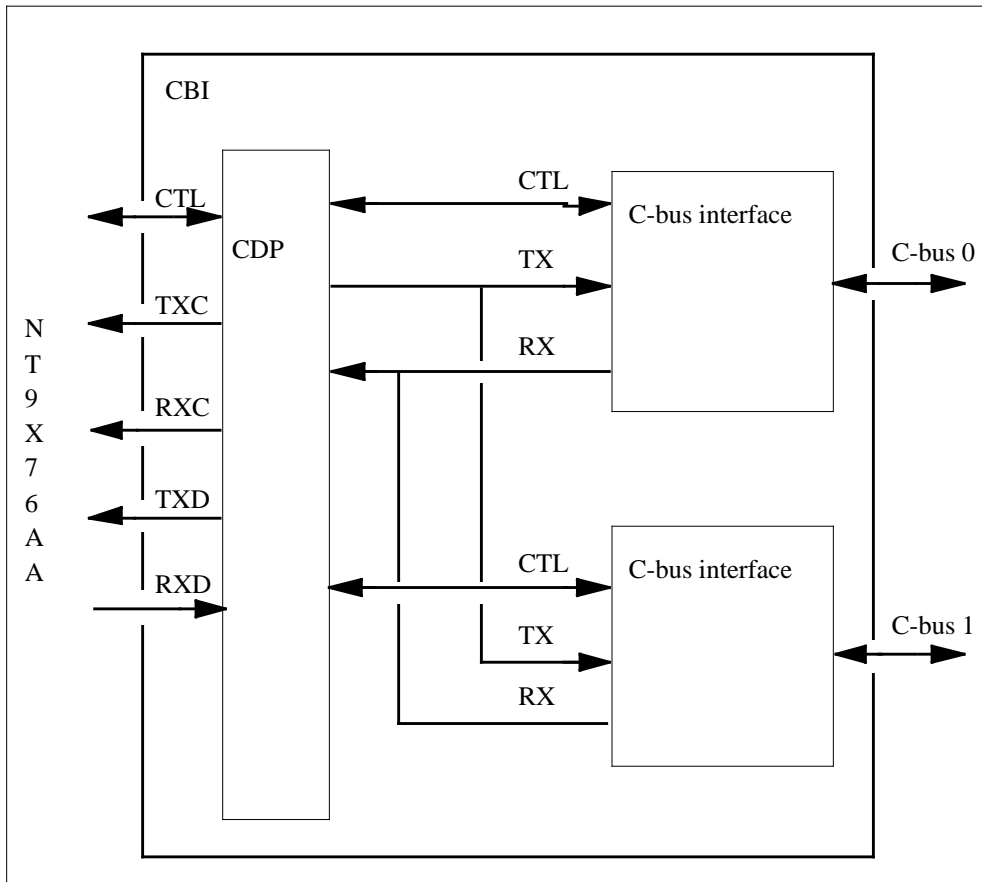 CBI
CTL
CDP
TXC
RXC
TXD
RXD
N
T
9
X
7
6
A
A
CTL
TX
RX
C-bus interface
C-bus 0
CTL
TX
RX
C-bus interface
C-bus 1